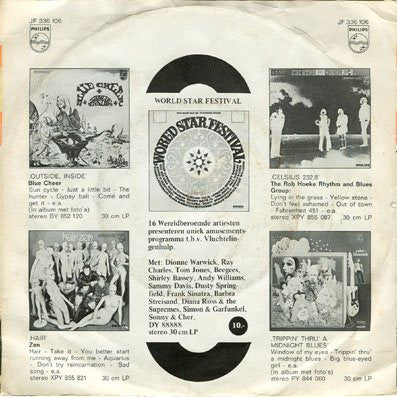 JF 336 106
PHILIPS
JF 336 106
PHILIPS
BLUE CHEER
'OUTSIDE, INSIDE'
Blue Cheer
Sun cycle - Just a little bit - The
hunter - Gypsy ball - Come and
get it - e.a.
(In album met foto's)
stereo BY 852 120 30 cm LP
WORLD STAR FESTIVAL
WORLD STAR FESTIVAL
16 Wereldberoemde artiesten
presenteren uniek amusements-
programma t.b.v. Vluchtelin-
genhulp.
Met: Dionne Warwick, Ray
Charles, Tom Jones, Beegees,
Shirley Bassey, Andy Williams,
Sammy Davis, Dusty Spring-
field, Frank Sinatra, Barbra
Streisand, Diana Ross & the
Supremes, Simon & Garfunkel,
Sonny & Cher.
DY 88888
stereo 30 cm LP
10.-
'CELSIUS 232,8'
The Rob Hoeke Rhythm and Blues
Group:
Lying in the grass - Yellow stone -
Don't feel ashamed - Out of town
- Fahrenheit 451 - e.a.
stereo XPY 855 087 30 cm LP
'HAIR'
Zen
Hair - Take it - You better start
running away from me - Aquarius
- Don't try reincarnation - Sad
song - e.a.
stereo XPY 855 821 30 cm LP
'TRIPPIN' THRU' A
MIDNIGHT BLUES'
Window of my eyes - Trippin' thru'
a midnight blues - Big blue-eyed
girl - e.a.
stereo PY 844 060 30 cm LP